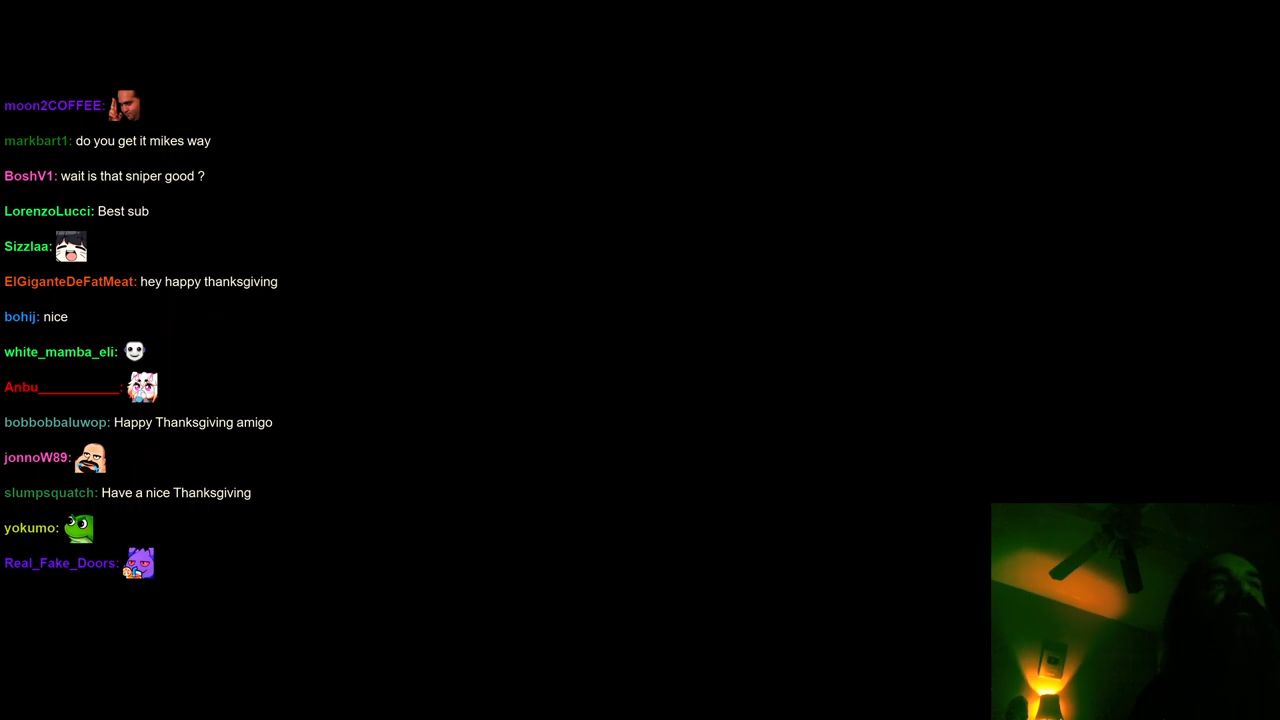 moon2COFFEE:
markbart1: do you get it mikes way
BoshV1: wait is that sniper good ?
LorenzoLucci: Best sub
Sizzlaa:
ElGiganteDeFatMeat: hey happy thanksgiving
bohij: nice
white_mamba_eli:
Anbu___________:
bobbobbaluwop: Happy Thanksgiving amigo
jonnoW89:
slumpsquatch: Have a nice Thanksgiving
yokumo:
Real_Fake_Doors: